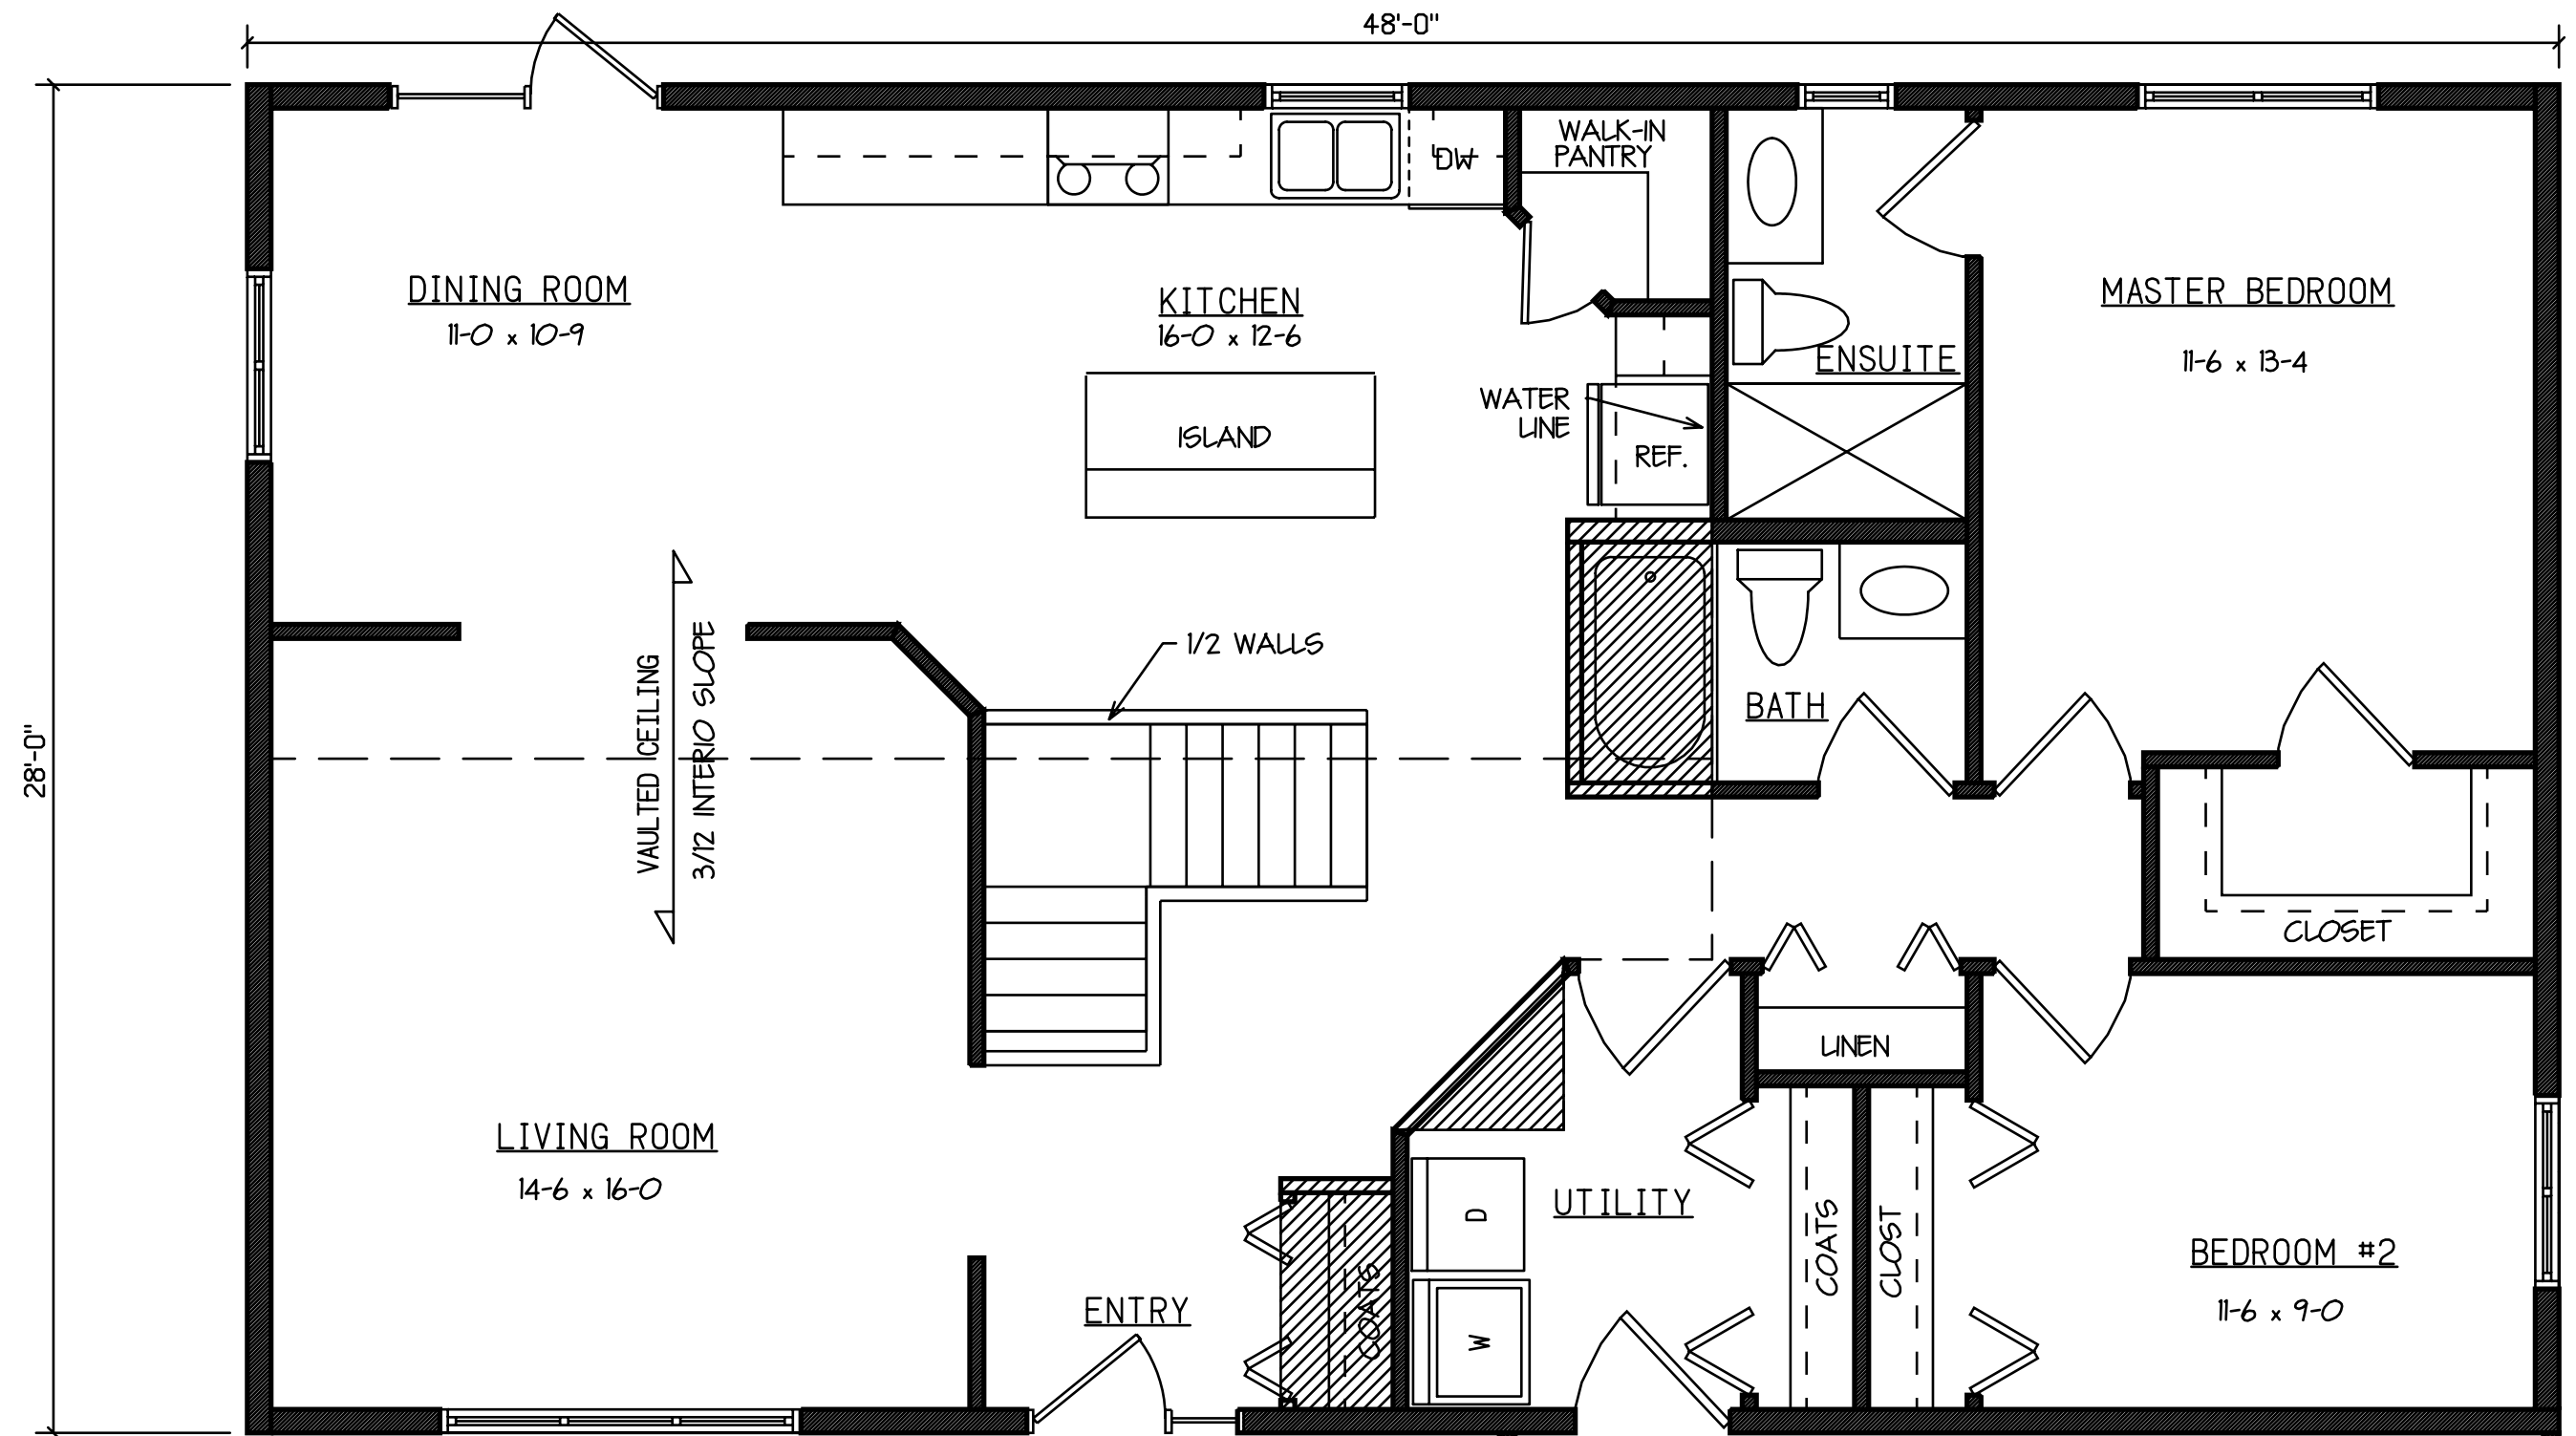 48'-0"
WALK-IN
PANTRY
DW
DINING ROOM
11-0 x 10-9
KITCHEN
16-0 x 12-6
MASTER BEDROOM
11-6 x 13-4
ENSUITE
WATER
LINE
REF.
ISLAND
28'-0"
VAULTED CEILING
3/12 INTERIO SLOPE
1/2 WALLS
BATH
CLOSET
LINEN
LIVING ROOM
14-6 x 16-0
UTILITY
D
W
COATS
COATS
CLOST
BEDROOM #2
11-6 x 9-0
ENTRY